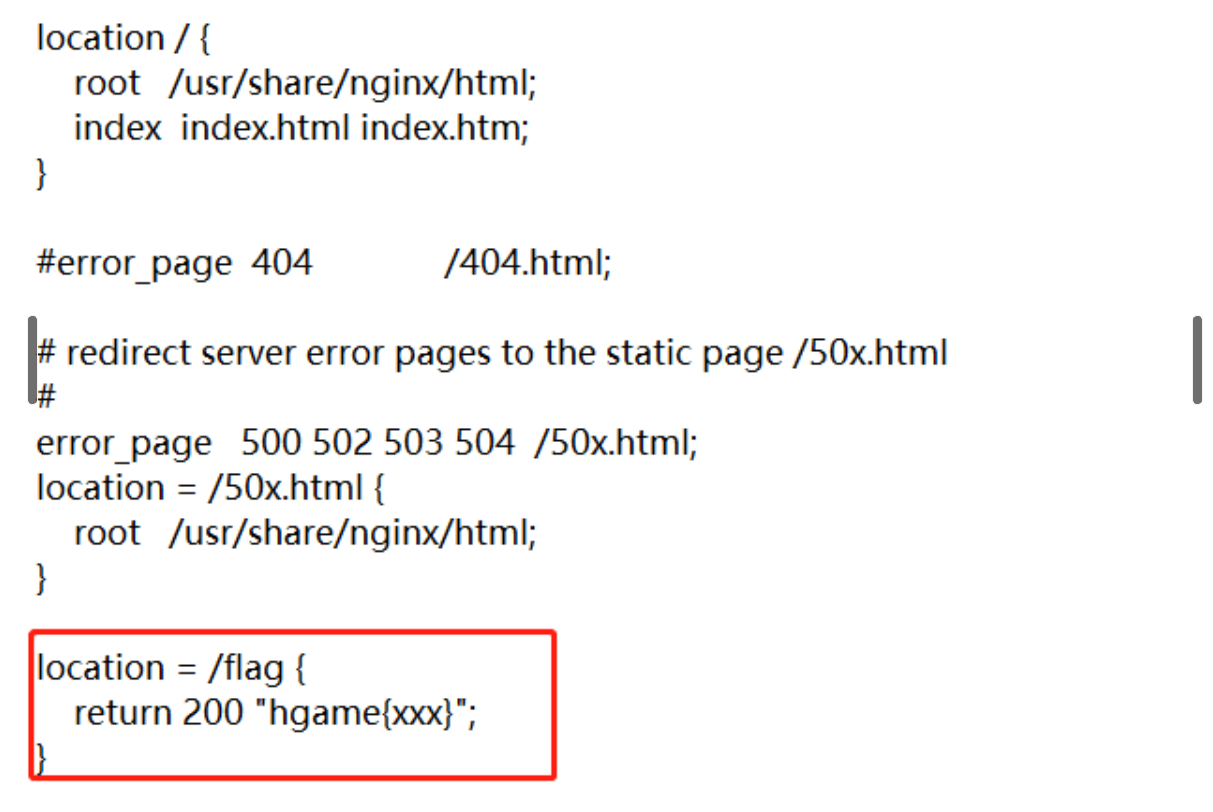 location / {
root /usr/share/nginx/html;
index index.html index.htm;
}
#error_page 404 /404.html;
# redirect server error pages to the static page /50x.html
#
error_page 500 502 503 504 /50x.html;
location = /50x.html {
root /usr/share/nginx/html;
}
location = /flag {
return 200 "hgame{xxx}";
}